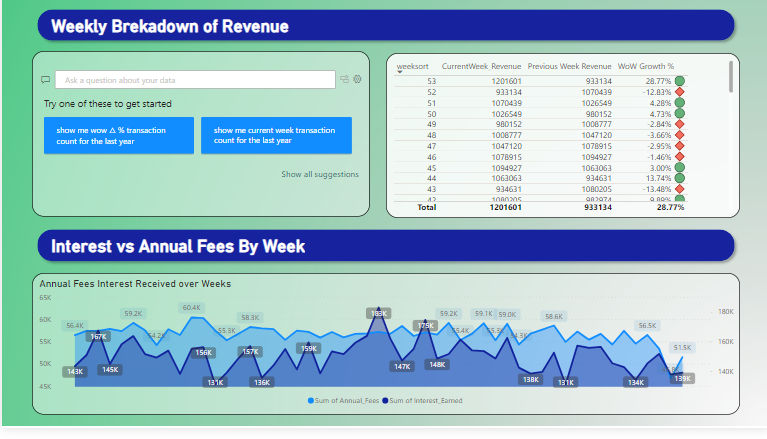 Weekly Brekadown of Revenue
Ask a question about your data
Try one of these to get started
show me wow Δ % transaction
count for the last year
show me current week transaction
count for the last year
Show all suggestions
weeksort CurrentWeek Revenue Previous Week Revenue WoW Growth %
53 1201601 933134 28.77%
52 933134 1070439 -12.83%
51 1070439 1026549 4.28%
50 1026549 980152 4.73%
49 980152 1008777 -2.84%
48 1008777 1047120 -3.66%
47 1047120 1078915 -2.95%
46 1078915 1094927 -1.46%
45 1094927 1063063 3.00%
44 1063063 934631 13.74%
43 934631 1080205 -13.48%
42 1080205 982974 9.89%
Total 1201601 933134 28.77%
Interest vs Annual Fees By Week
Annual Fees Interest Received over Weeks
65K
60K
55K
50K
45K
180K
160K
140K
56.4K
59.2K
60.4K
55.3K
58.3K
59.2K
59.1K
59.0K
58.6K
56.5K
51.5K
143K
167K
145K
156K
131K
157K
136K
159K
183K
147K
175K
148K
138K
131K
134K
139K
Sum of Annual_Fees Sum of Interest_Earned